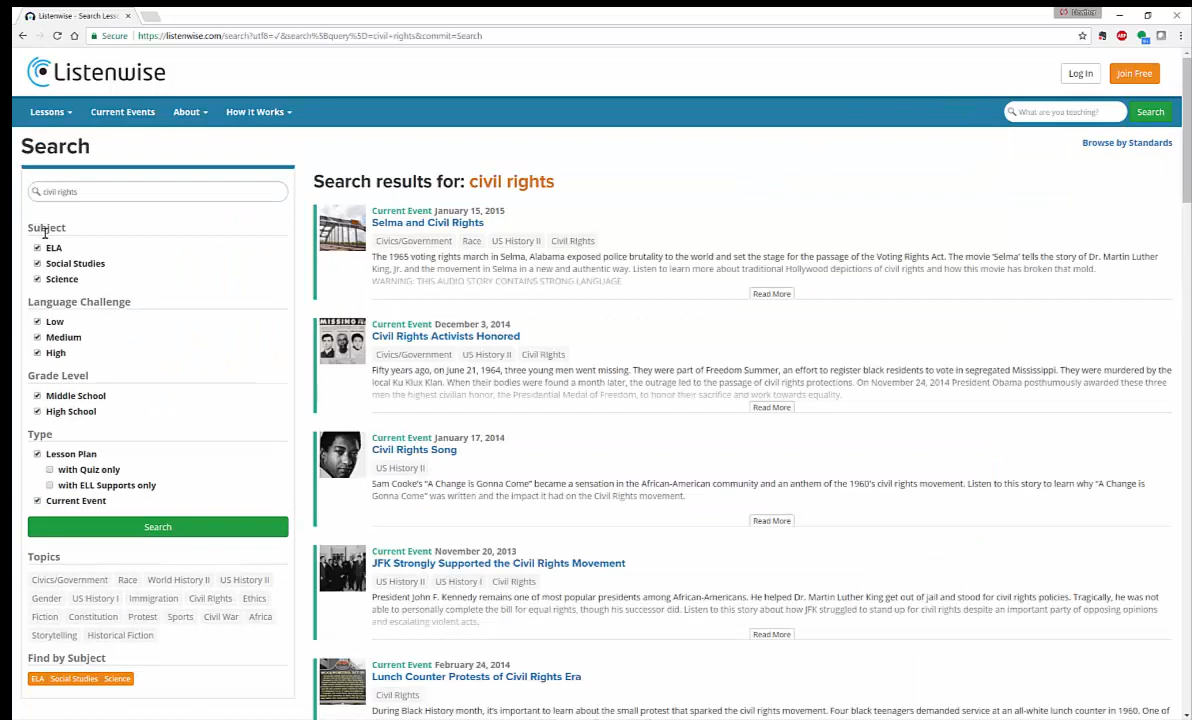 Listenwise - Search Less
Heather
Secure https://listenwise.com/search?utf8=✓&search%5Bquery%5D=civil+rights&commit=Search
Listenwise
Log In
Join Free
Lessons
Current Events
About
How It Works
What are you teaching?
Search
Search
Browse by Standards
civil rights
Subject
ELA
Social Studies
Science
Language Challenge
Low
Medium
High
Grade Level
Middle School
High School
Type
Lesson Plan
with Quiz only
with ELL Supports only
Current Event
Search
Topics
Civics/Government Race World History II US History II
Gender US History I Immigration Civil Rights Ethics
Fiction Constitution Protest Sports Civil War Africa
Storytelling Historical Fiction
Find by Subject
ELA Social Studies Science
Search results for: civil rights
Current Event January 15, 2015
Selma and Civil Rights
Civics/Government Race US History II Civil Rights
The 1965 voting rights march in Selma, Alabama exposed police brutality to the world and set the stage for the passage of the Voting Rights Act. The movie 'Selma' tells the story of Dr. Martin Luther
King, Jr. and the movement in Selma in a new and authentic way. Listen to learn more about traditional Hollywood depictions of civil rights and how this movie has broken that mold.
WARNING: THIS AUDIO STORY CONTAINS STRONG LANGUAGE
Read More
MISSING
Current Event December 3, 2014
Civil Rights Activists Honored
Civics/Government US History II Civil Rights
Fifty years ago, on June 21, 1964, three young men went missing. They were part of Freedom Summer, an effort to register black residents to vote in segregated Mississippi. They were murdered by the
local Ku Klux Klan. When their bodies were found a month later, the outrage led to the passage of civil rights protections. On November 24, 2014 President Obama posthumously awarded these three
men the highest civilian honor, the Presidential Medal of Freedom, to honor their sacrifice and work towards equality.
Read More
Current Event January 17, 2014
Civil Rights Song
US History II
Sam Cooke's "A Change is Gonna Come" became a sensation in the African-American community and an anthem of the 1960's civil rights movement. Listen to this story to learn why "A Change is
Gonna Come" was written and the impact it had on the Civil Rights movement.
Read More
Current Event November 20, 2013
JFK Strongly Supported the Civil Rights Movement
US History II US History I Civil Rights
President John F. Kennedy remains one of most popular presidents among African-Americans. He helped Dr. Martin Luther King get out of jail and stood for civil rights policies. Tragically, he was not
able to personally complete the bill for equal rights, though his successor did. Listen to this story about how JFK struggled to stand up for civil rights despite an important party of opposing opinions
and escalating violent acts.
Read More
Current Event February 24, 2014
Lunch Counter Protests of Civil Rights Era
Civil Rights
During Black History month, it's important to learn about the small protest that sparked the civil rights movement. Four black teenagers demanded service at an all-white lunch counter in 1960. One of